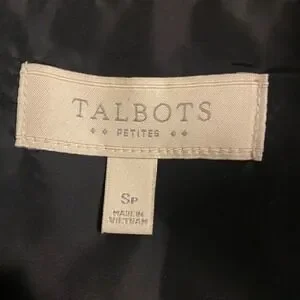 TALBOTS
PETITES
SP
MADE IN
VIETNAM